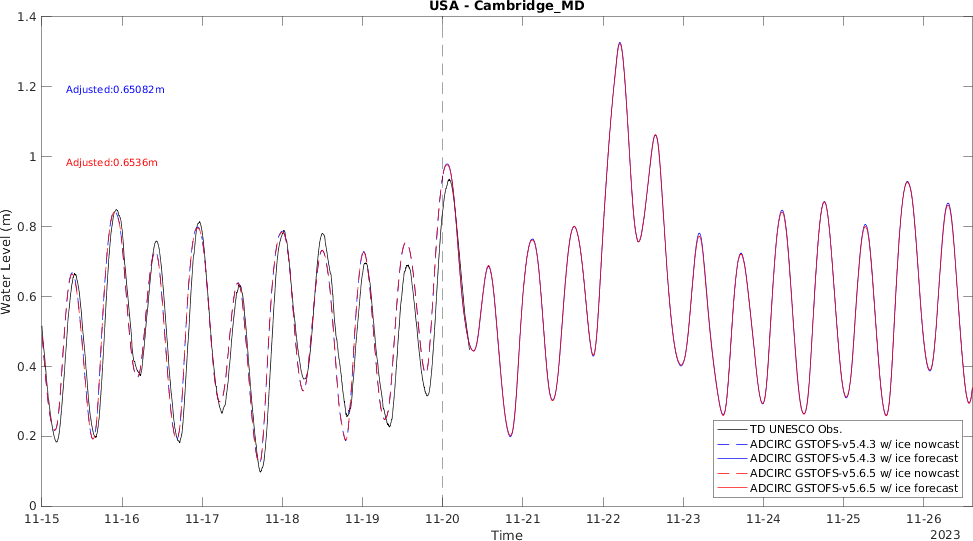 USA - Cambridge_MD
1.4
1.2
1
0.8
0.6
0.4
0.2
0
Water Level (m)
Adjusted:0.65082m
Adjusted:0.6536m
TD UNESCO Obs.
ADCIRC GSTOFS-v5.4.3 w/ ice nowcast
ADCIRC GSTOFS-v5.4.3 w/ ice forecast
ADCIRC GSTOFS-v5.6.5 w/ ice nowcast
ADCIRC GSTOFS-v5.6.5 w/ ice forecast
11-15 11-16 11-17 11-18 11-19 11-20 11-21 11-22 11-23 11-24 11-25 11-26
2023
Time